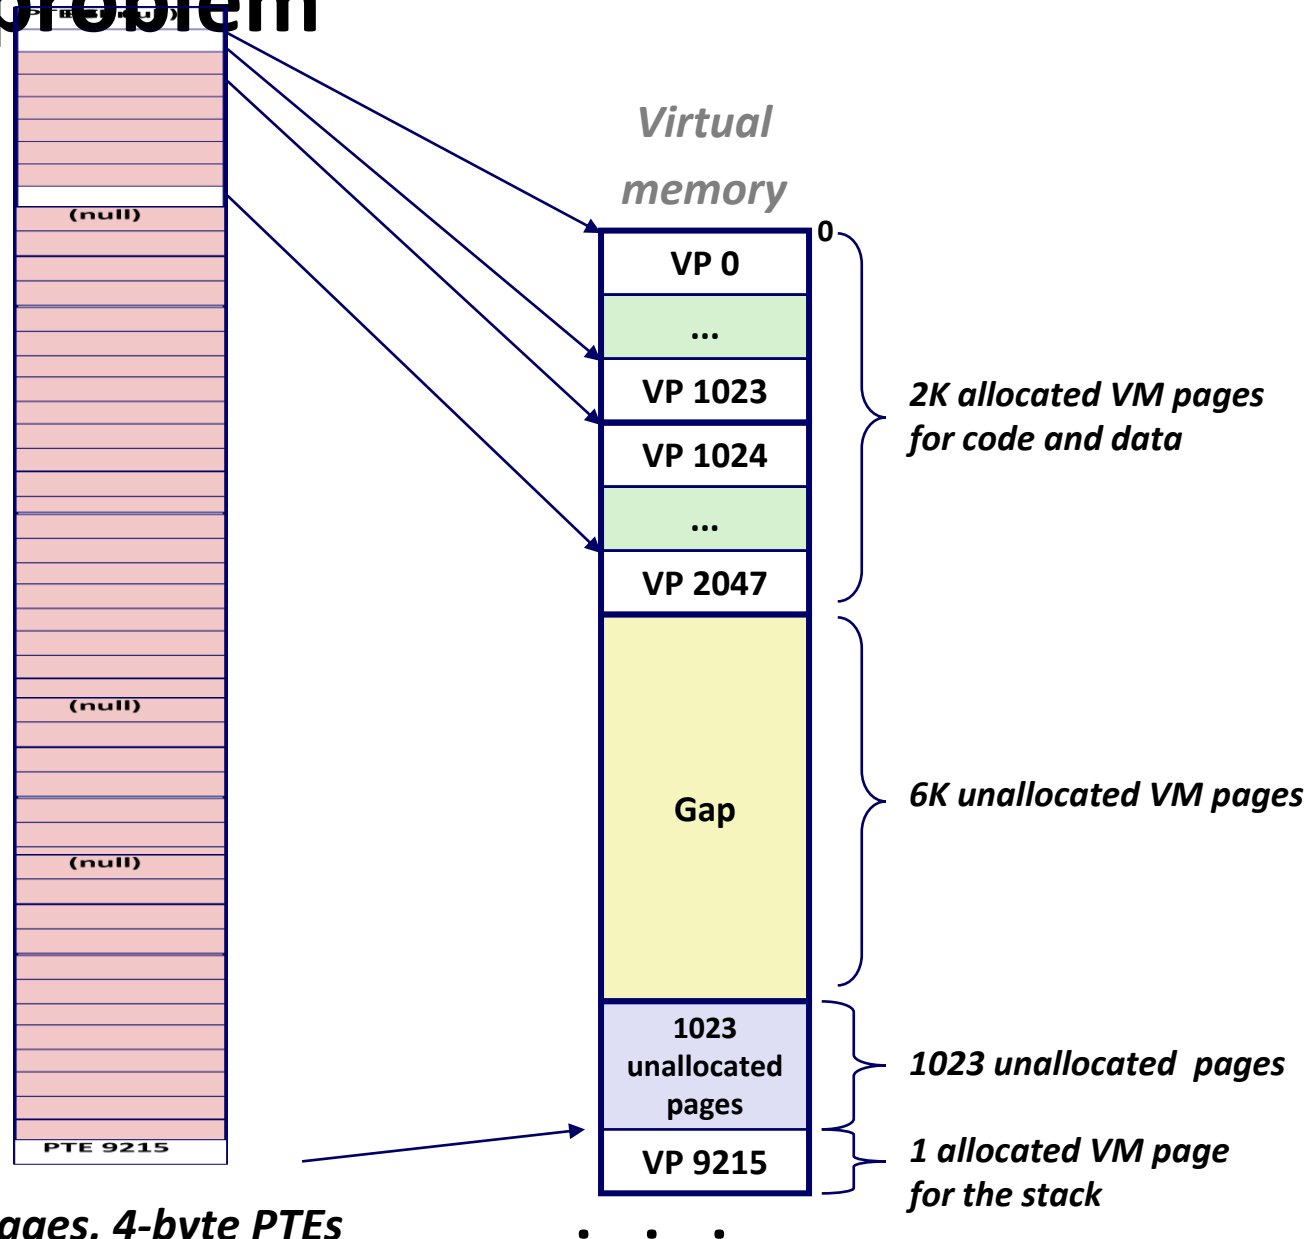 problem
(null)
(null)
(null)
PTE 9215
Virtual
memory
0
VP 0
...
VP 1023
VP 1024
...
VP 2047
Gap
1023
unallocated
pages
VP 9215
2K allocated VM pages
for code and data
6K unallocated VM pages
1023 unallocated pages
1 allocated VM page
for the stack
4-byte PTEs
. . .